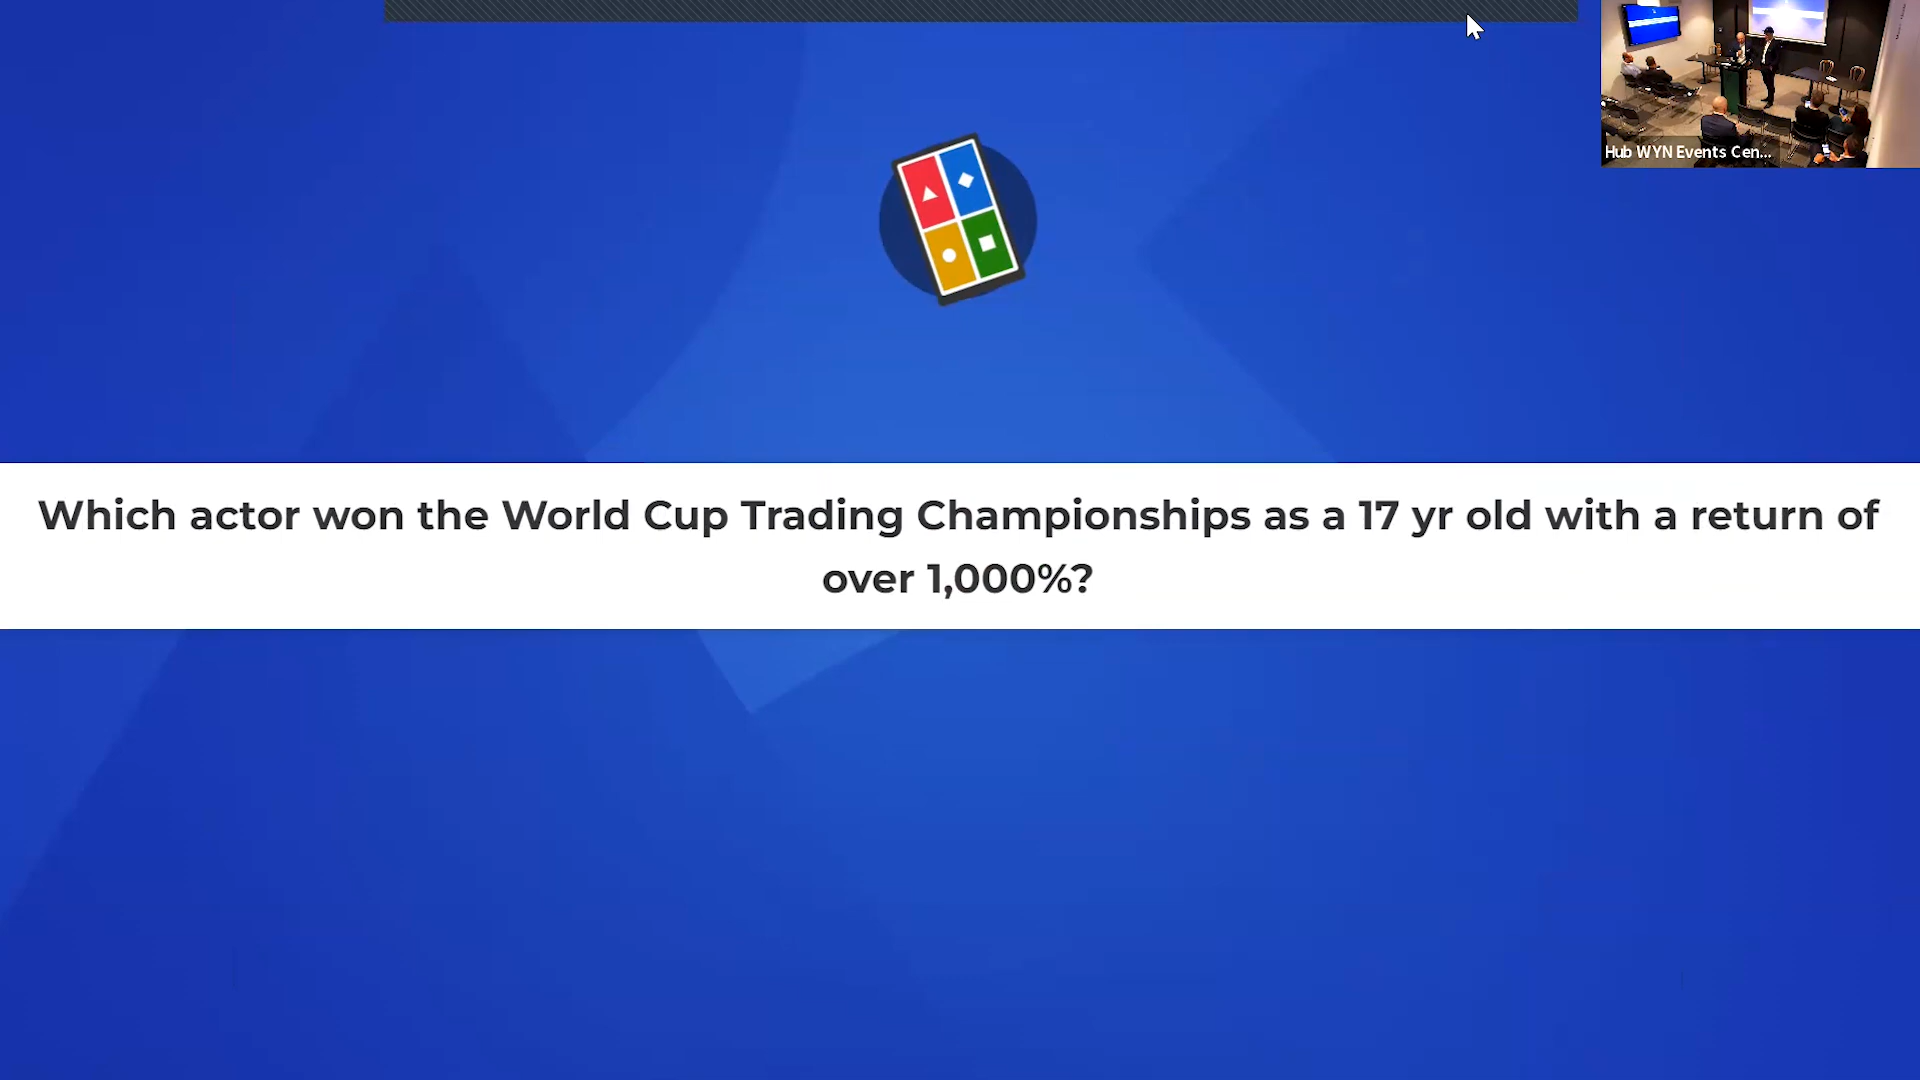 Hub WYN Events Cen...
Which actor won the World Cup Trading Championships as a 17 yr old with a return of
over 1,000%?